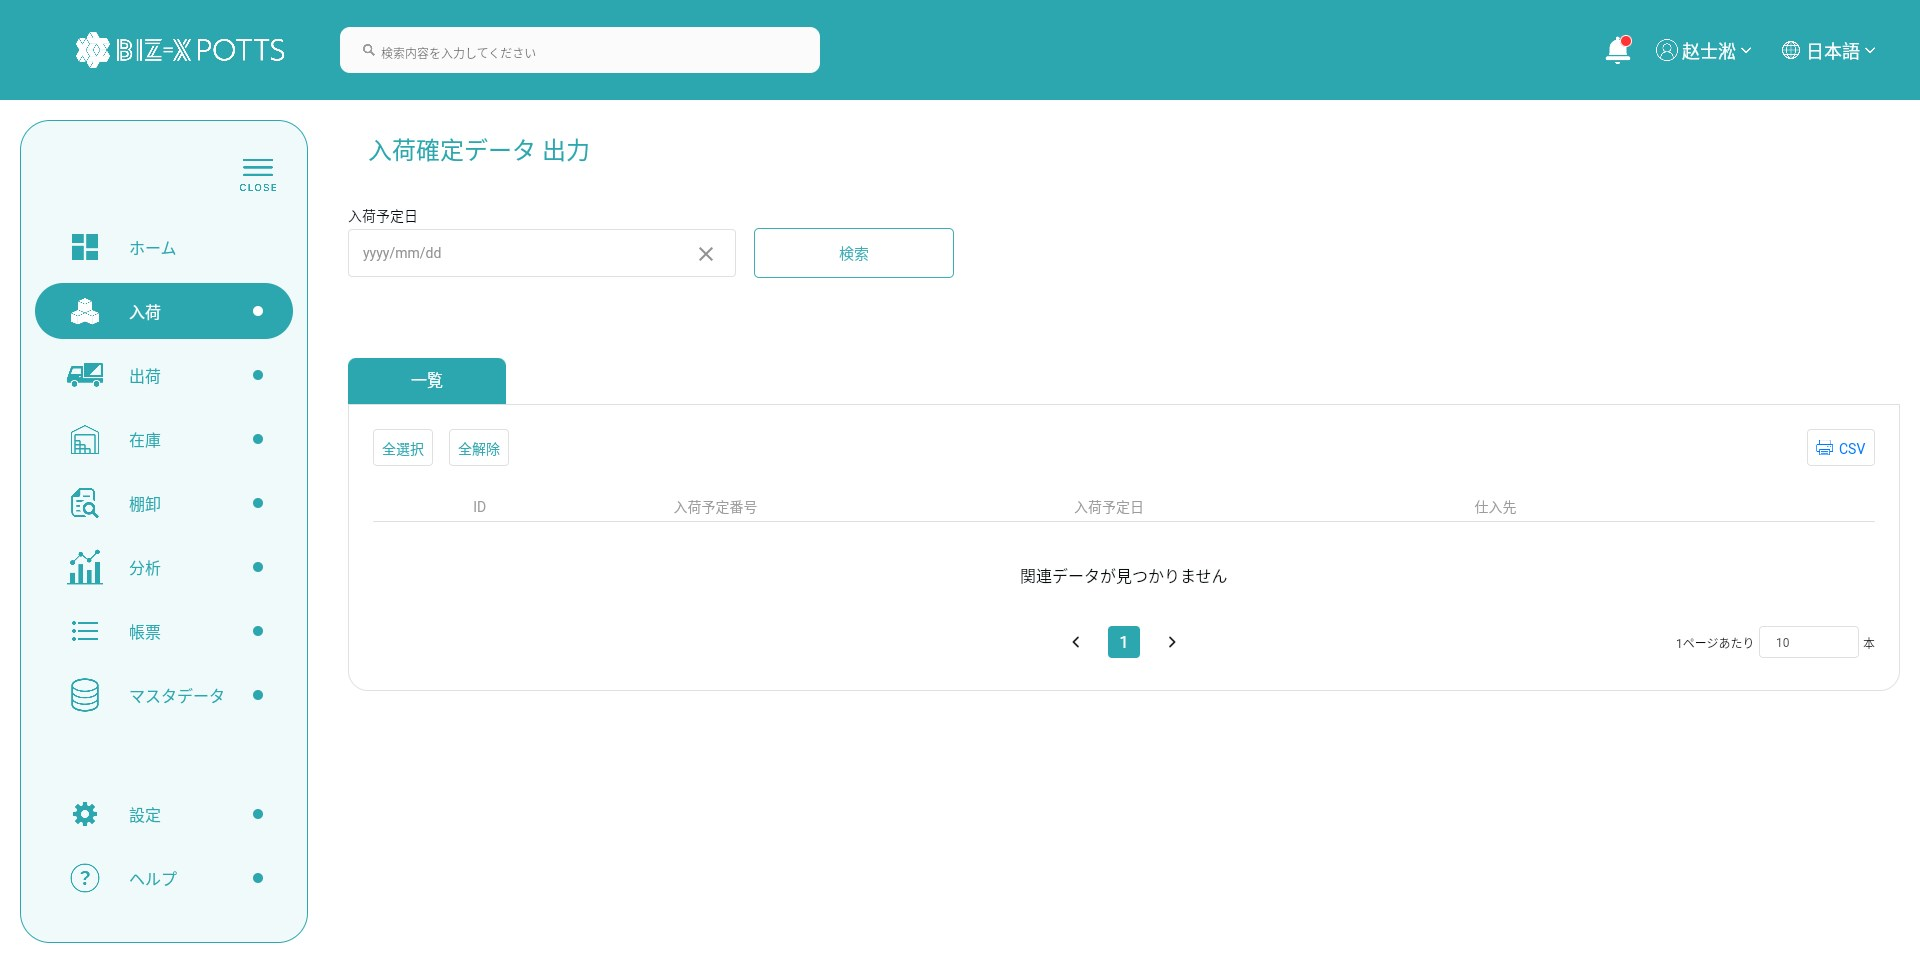 BIZ=X POTTS
検索内容を入力してください
赵士淞
日本語
CLOSE
ホーム
入荷
出荷
在庫
棚卸
分析
帳票
マスタデータ
設定
ヘルプ
入荷確定データ 出力
入荷予定日
yyyy/mm/dd
検索
一覧
全選択
全解除
CSV
ID
入荷予定番号
入荷予定日
仕入先
関連データが見つかりません
1
1ページあたり
10
本